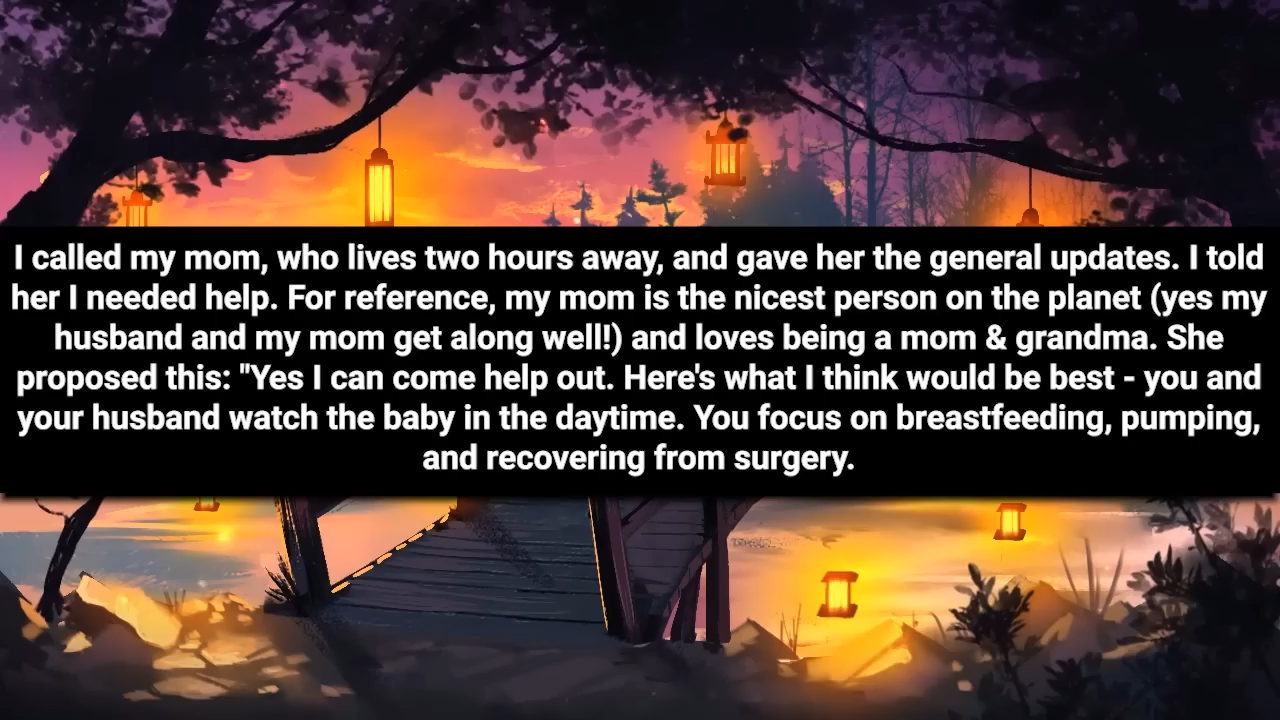 I called my mom, who lives two hours away, and gave her the general updates. I told
her I needed help. For reference, my mom is the nicest person on the planet (yes my
husband and my mom get along well!) and loves being a mom & grandma. She
proposed this: "Yes I can come help out. Here's what I think would be best - you and
your husband watch the baby in the daytime. You focus on breastfeeding, pumping,
and recovering from surgery.